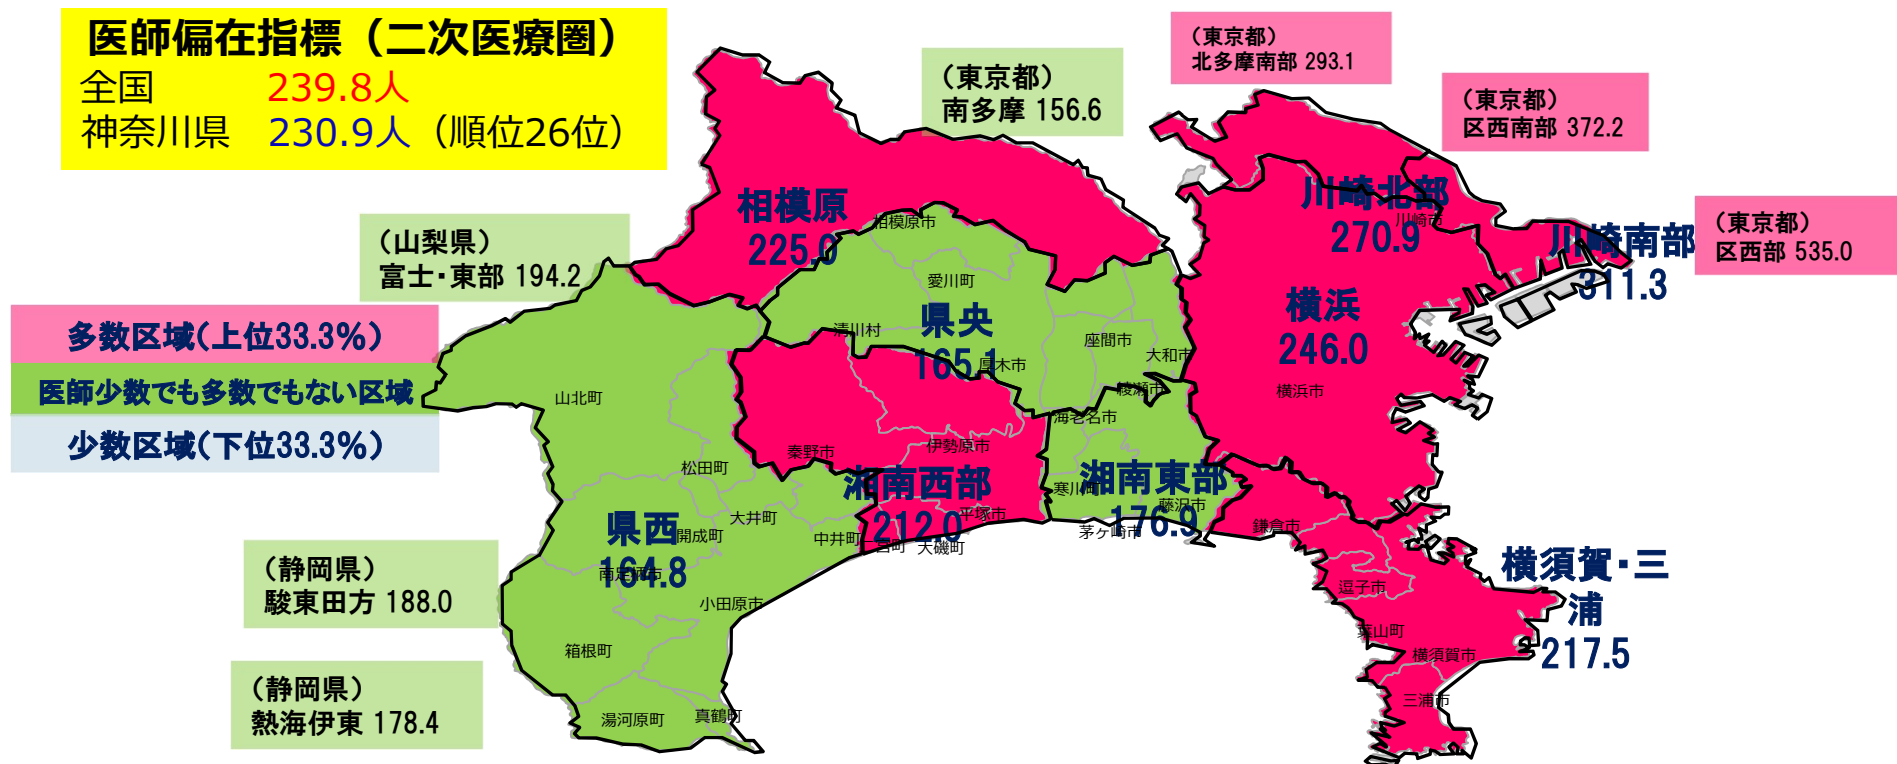 医師偏在指標（二次医療圏）
全国 239.8人
神奈川県 230.9人（順位26位）
（東京都）
南多摩 156.6
（東京都）
北多摩南部 293.1
（東京都）
区西南部 372.2
（東京都）
区西部 535.0
（山梨県）
富士・東部 194.2
多数区域（上位33.3%）
医師少数でも多数でもない区域
少数区域（下位33.3%）
（静岡県）
駿東田方 188.0
（静岡県）
熱海伊東 178.4
相模原
225.0
相模原市
愛川町
県央
165.1
清川村
厚木市
座間市
大和市
綾瀬市
海老名市
川崎北部
270.9
川崎市
川崎南部
311.3
横浜
246.0
横浜市
山北町
松田町
秦野市
伊勢原市
湘南西部
212.0
平塚市
大井町
開成町
中井町
二宮町
大磯町
県西
164.8
南足柄市
小田原市
箱根町
湯河原町
真鶴町
湘南東部
176.9
寒川町
藤沢市
茅ヶ崎市
鎌倉市
逗子市
葉山町
横須賀市
三浦市
横須賀・三
浦
217.5